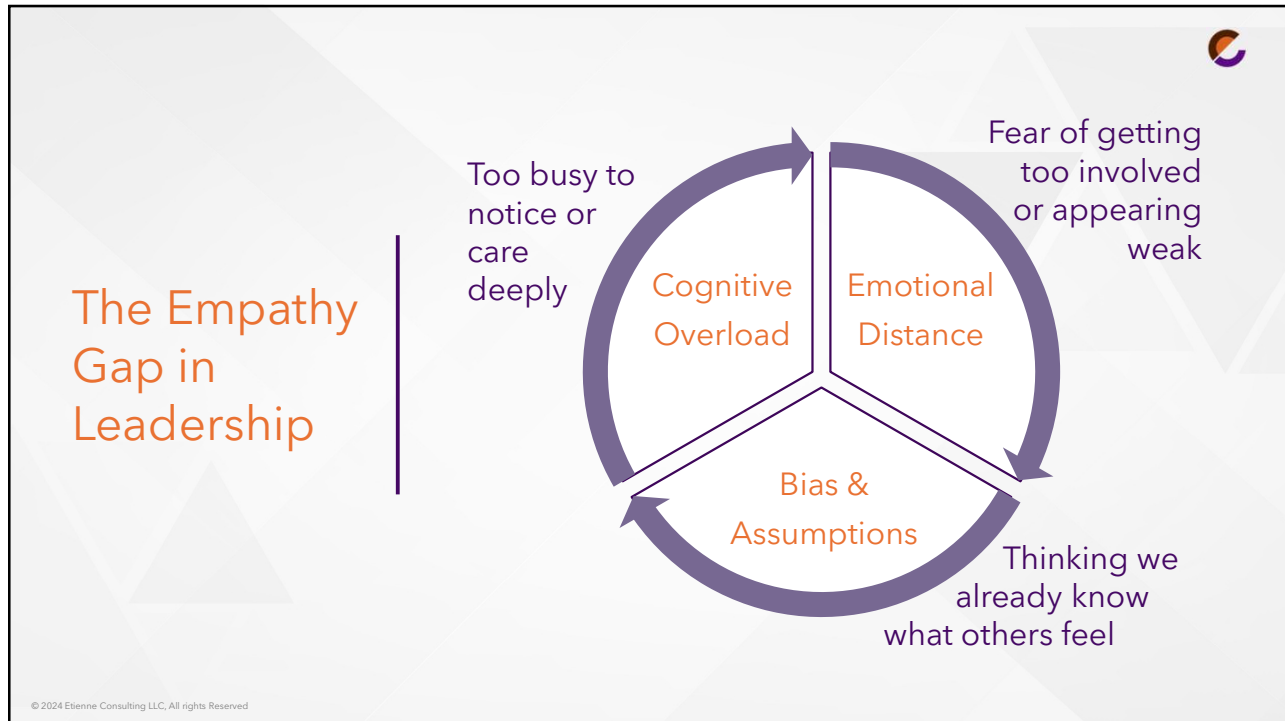 The Empathy
Gap in
Leadership
Too busy to
notice or
care
deeply
Cognitive
Overload
Fear of getting
too involved
or appearing
weak
Emotional
Distance
Bias &
Assumptions
Thinking we
already know
what others feel
© 2024 Etienne Consulting LLC, All rights Reserved